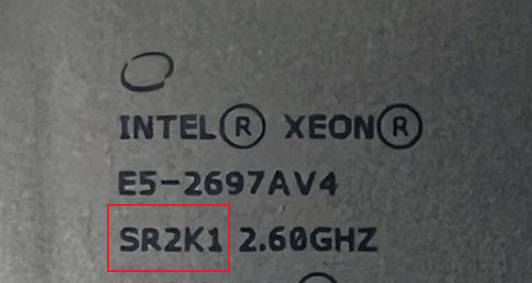 INTEL® XEON®
E5-2697AV4
SR2K1 2.60GHZ